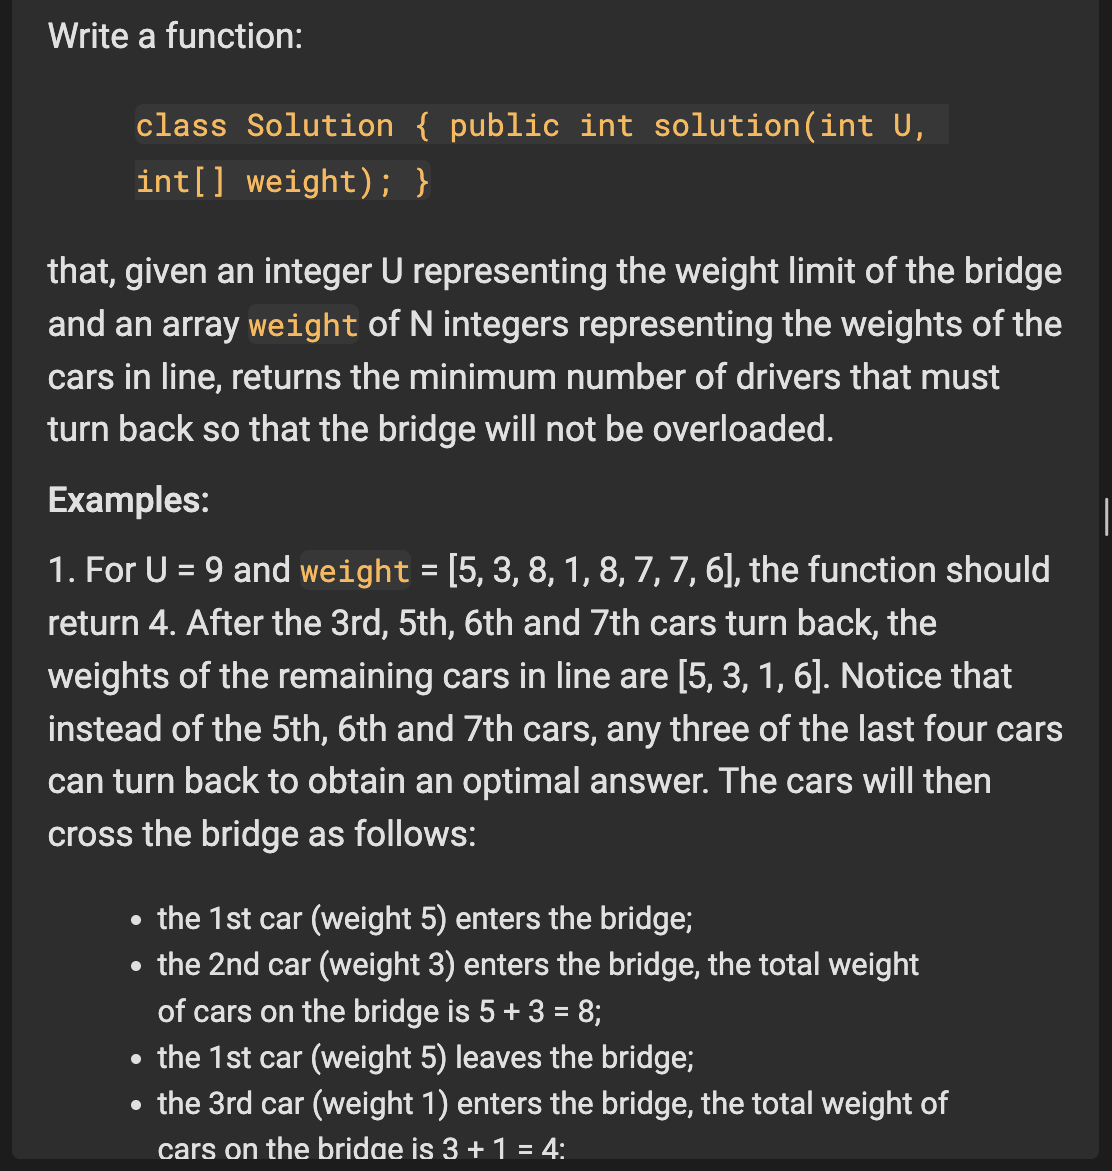 Write a function:
class Solution { public int solution(int U,
int[] weight); }
that, given an integer U representing the weight limit of the bridge
and an array weight of N integers representing the weights of the
cars in line, returns the minimum number of drivers that must
turn back so that the bridge will not be overloaded.
Examples:
1. For U = 9 and weight = [5, 3, 8, 1, 8, 7, 7, 6], the function should
return 4. After the 3rd, 5th, 6th and 7th cars turn back, the
weights of the remaining cars in line are [5, 3, 1, 6]. Notice that
instead of the 5th, 6th and 7th cars, any three of the last four cars
can turn back to obtain an optimal answer. The cars will then
cross the bridge as follows:
• the 1st car (weight 5) enters the bridge;
• the 2nd car (weight 3) enters the bridge, the total weight
of cars on the bridge is 5 + 3 = 8;
• the 1st car (weight 5) leaves the bridge;
• the 3rd car (weight 1) enters the bridge, the total weight of
cars on the bridge is 3 + 1 = 4;